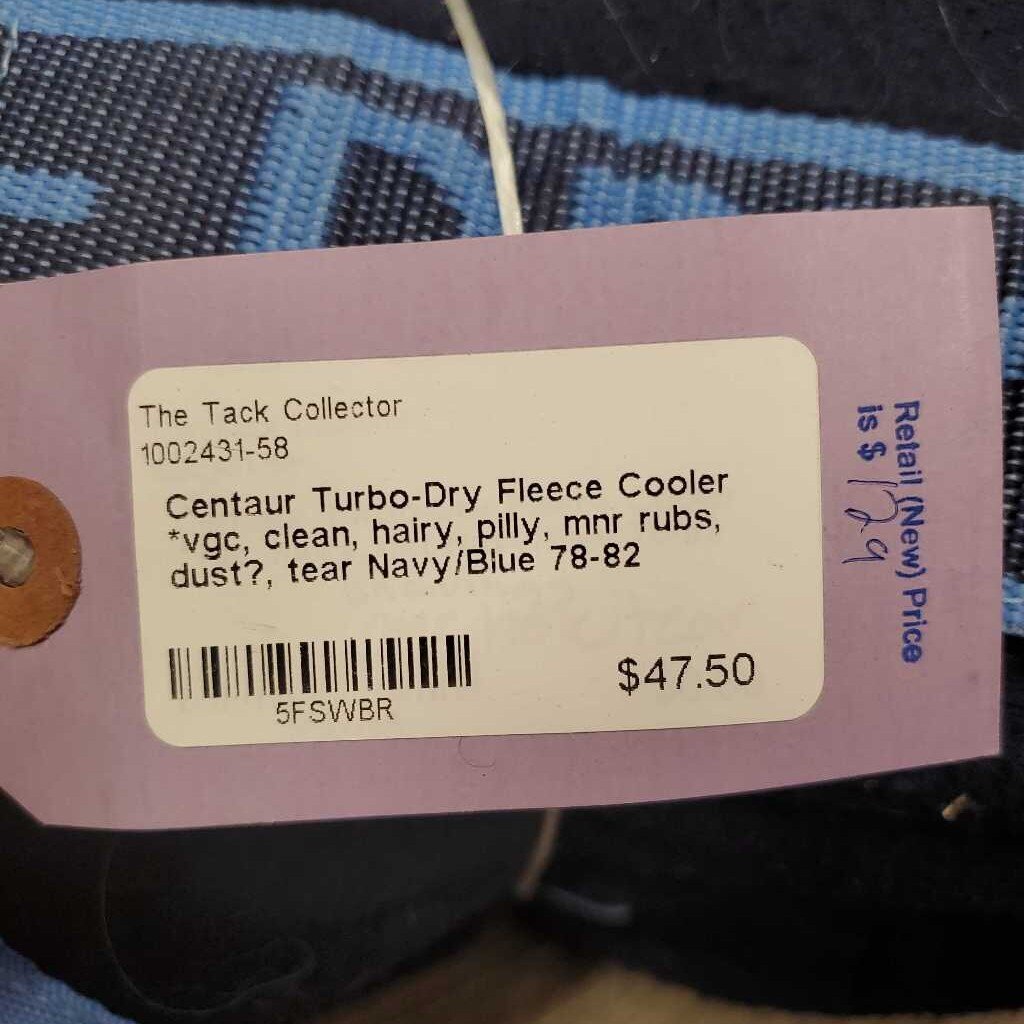 The Tack Collector
1002431-58
Centaur Turbo-Dry Fleece Cooler
*vgc, clean, hairy, pilly, mnr rubs,
dust?, tear Navy/Blue 78-82
5FSWBR
$47.50
Retail (New) Price
is $ 129